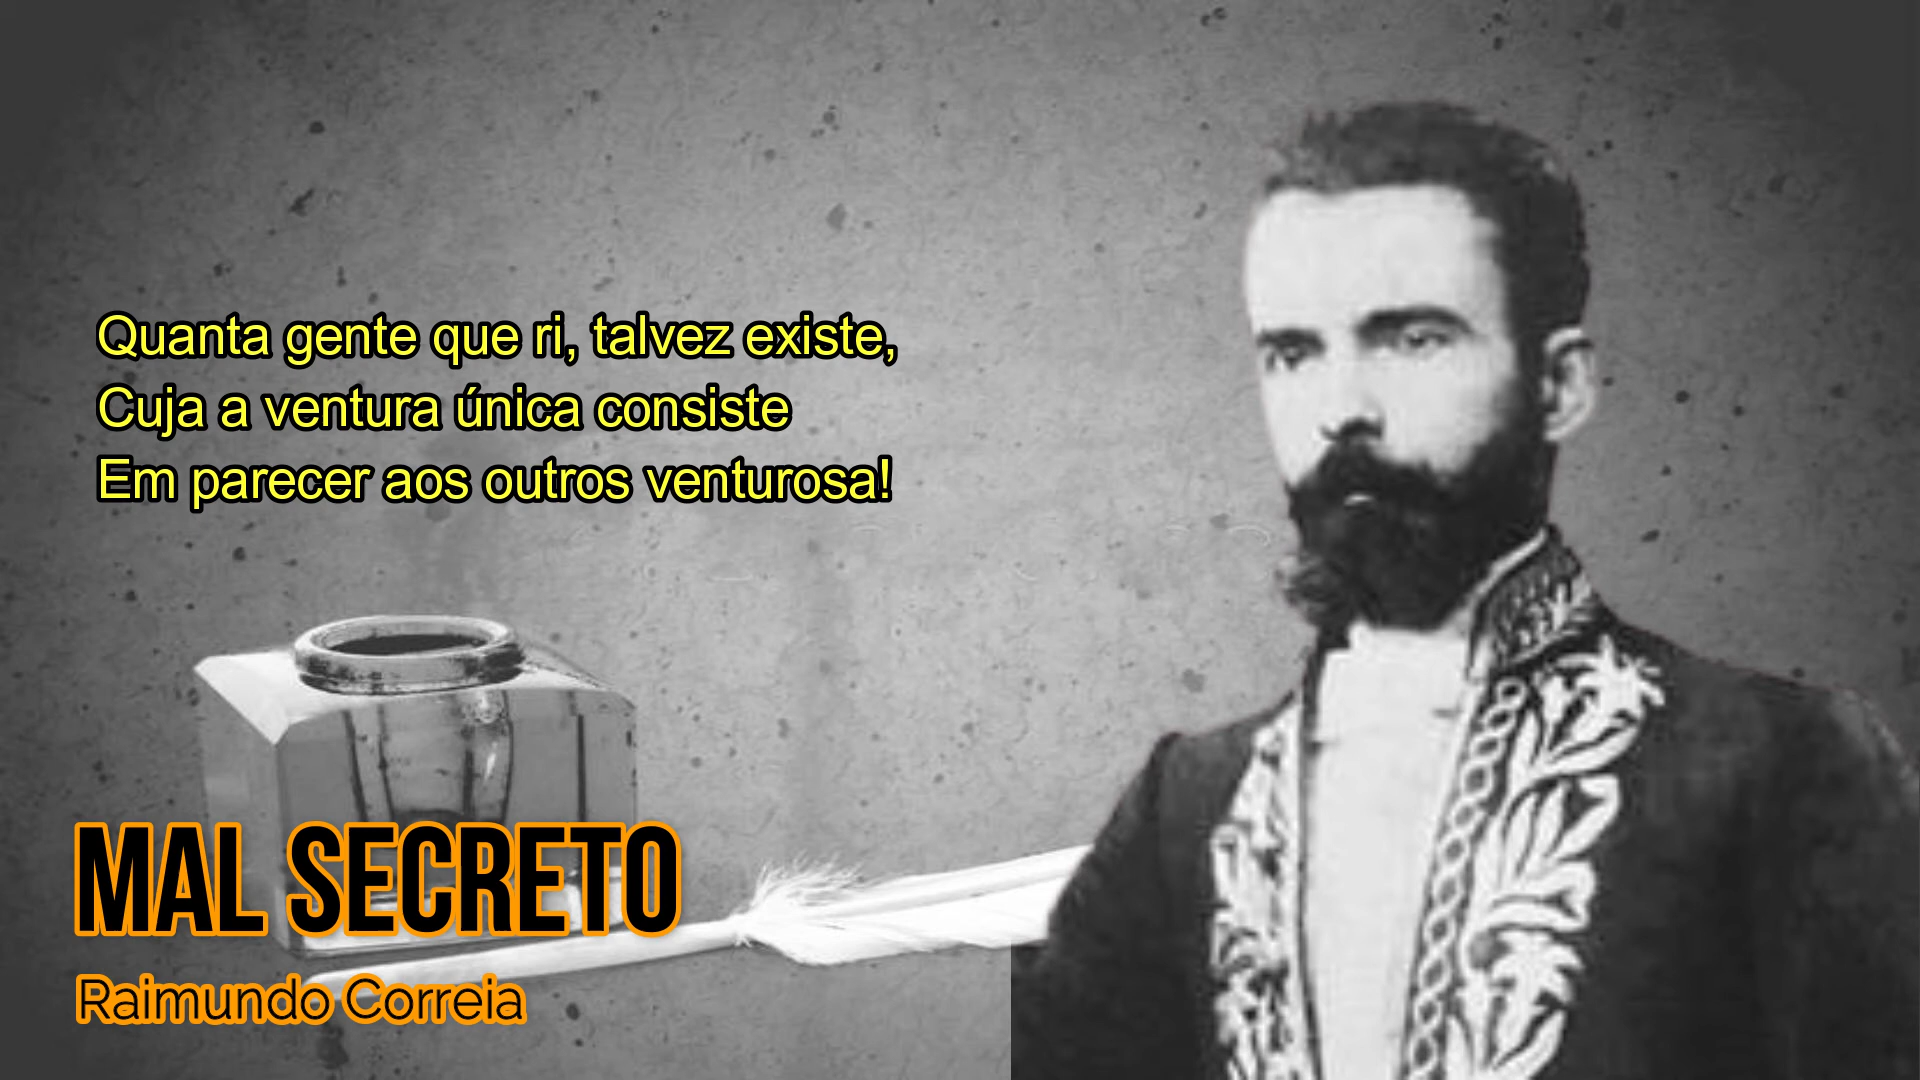 Quanta gente que ri, talvez existe,
Cuja a ventura única consiste
Em parecer aos outros venturosa!
MAL SECRETO
Raimundo Correia